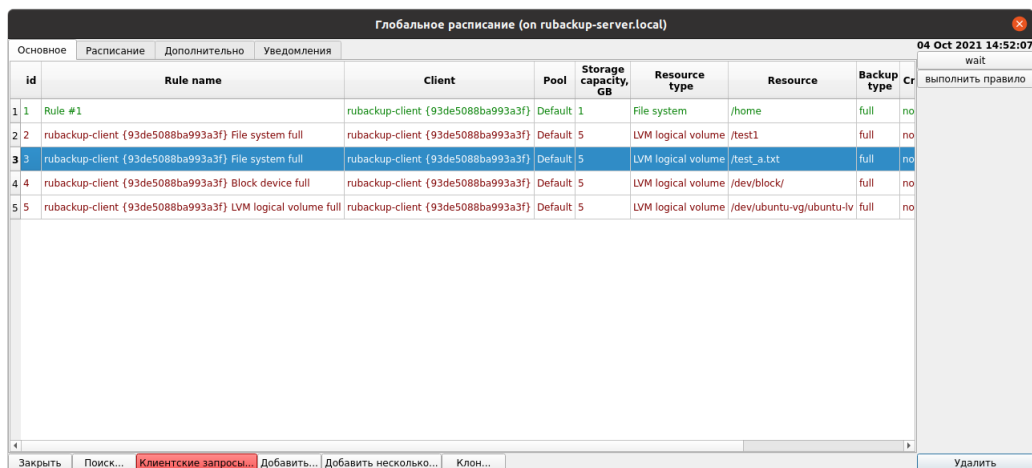 Глобальное расписание (on rubackup-server.local)
Основное Расписание Дополнительно Уведомления
04 Oct 2021 14:52:07
wait
выполнить правило
id Rule name Client Pool Storage capacity, GB Resource type Resource Backup type Cr
1 1 Rule #1 rubackup-client {93de5088ba993a3f} Default 1 File system /home full no
2 2 rubackup-client {93de5088ba993a3f} File system full rubackup-client {93de5088ba993a3f} Default 5 LVM logical volume /test1 full no
3 3 rubackup-client {93de5088ba993a3f} File system full rubackup-client {93de5088ba993a3f} Default 5 LVM logical volume /test_a.txt full no
4 4 rubackup-client {93de5088ba993a3f} Block device full rubackup-client {93de5088ba993a3f} Default 5 LVM logical volume /dev/block/ full no
5 5 rubackup-client {93de5088ba993a3f} LVM logical volume full rubackup-client {93de5088ba993a3f} Default 5 LVM logical volume /dev/ubuntu-vg/ubuntu-lv full no
Закрыть Поиск... Клиентские запросы... Добавить... Добавить несколько... Клон... Удалить